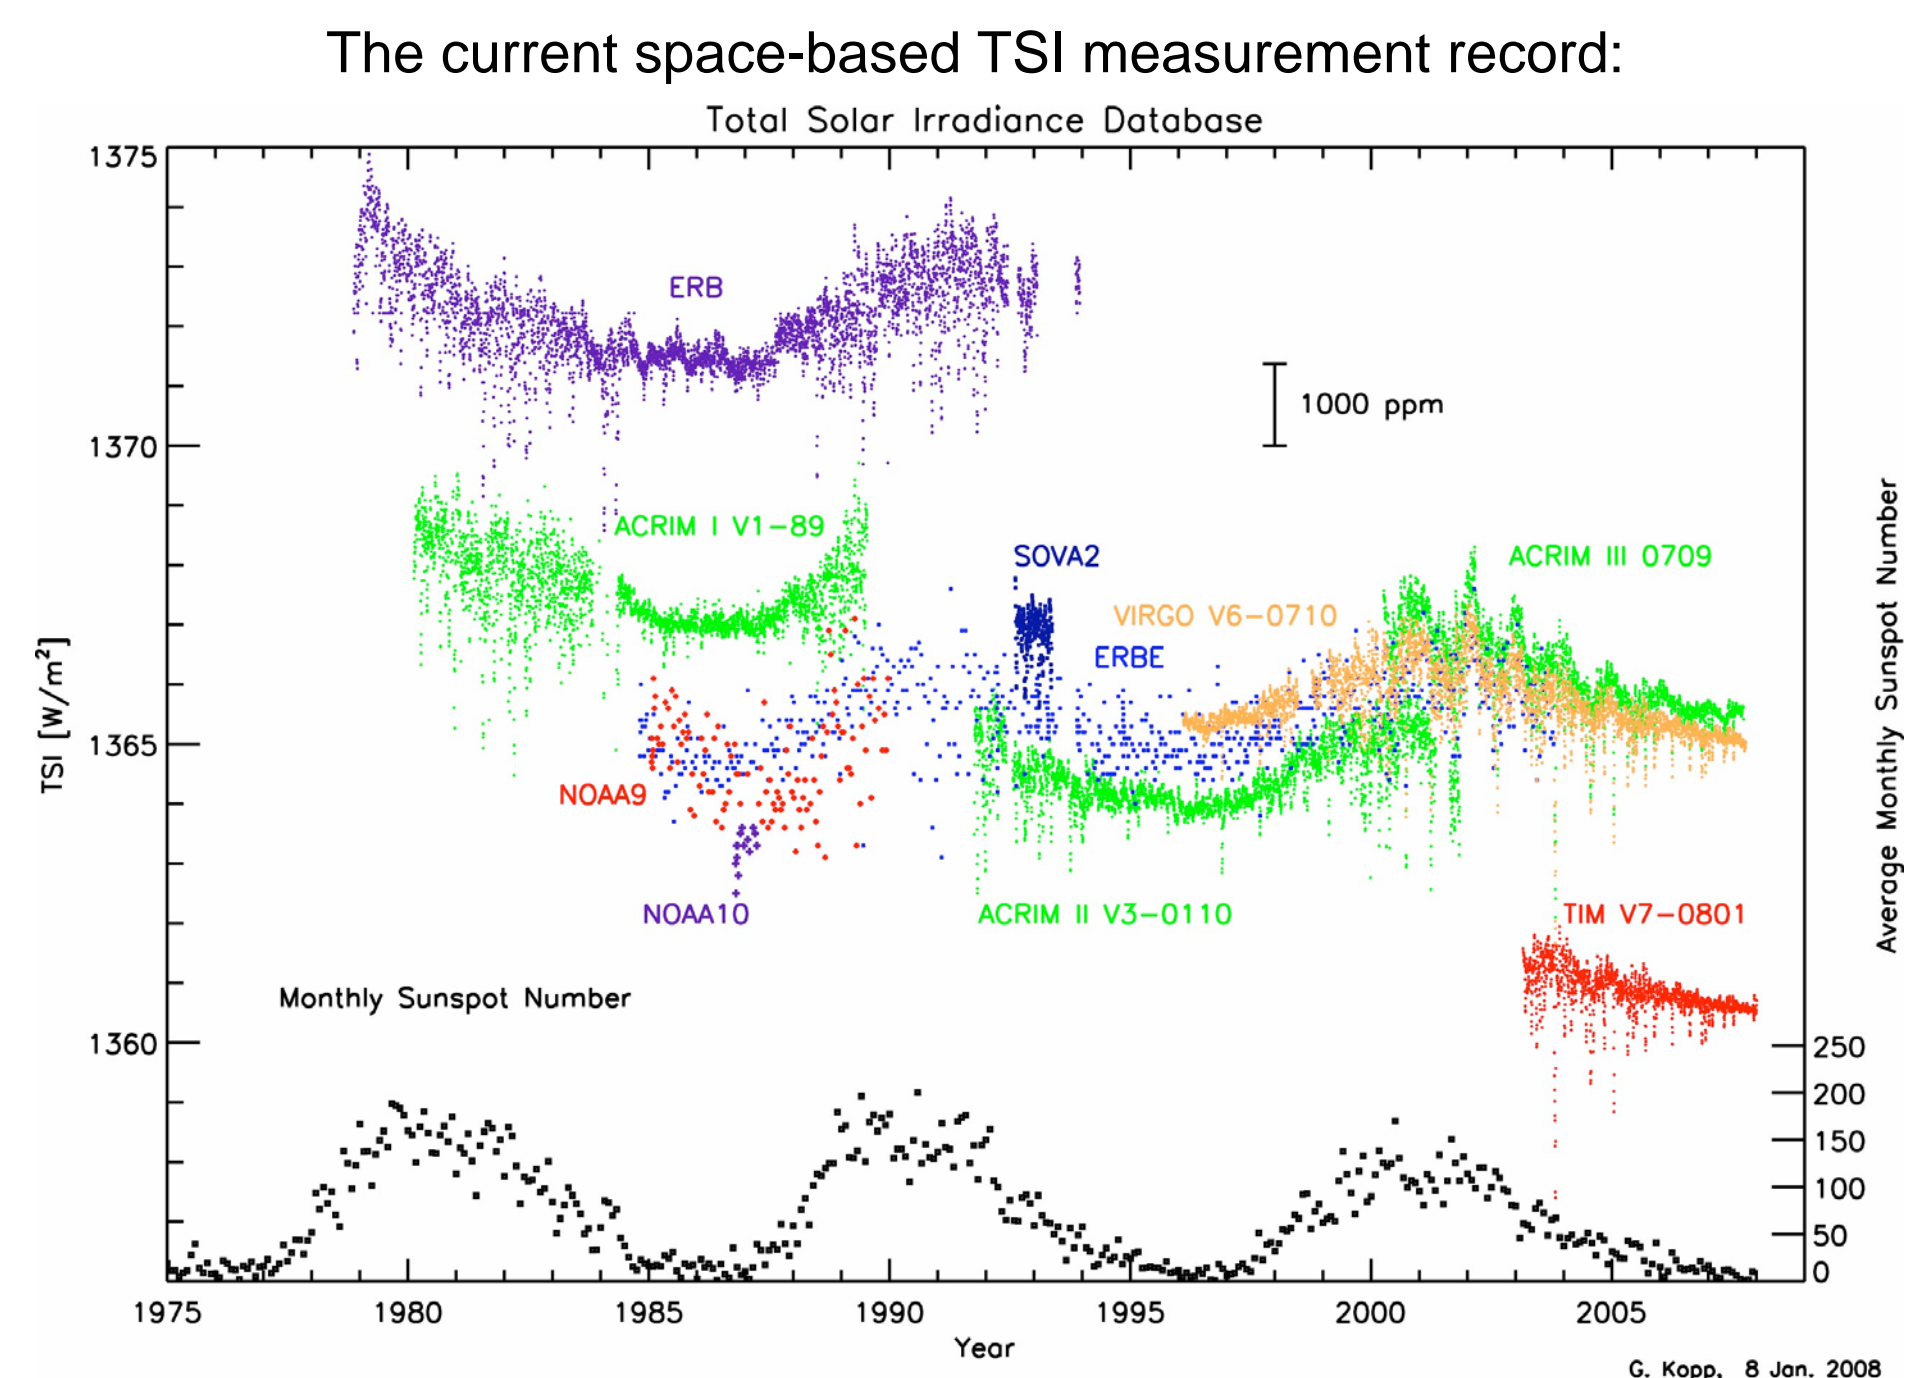 The current space-based TSI measurement record:
Total Solar Irradiance Database
1375
ERB
1000 ppm
1370
ACRIM I V1-89
SOVA2
ACRIM III 0709
VIRGO V6-0710
ERBE
TSI [W/m²]
Average Monthly Sunspot Number
1365
NOAA9
NOAA10
ACRIM II V3-0110
TIM V7-0801
Monthly Sunspot Number
1360
250
200
150
100
50
0
1975 1980 1985 1990 1995 2000 2005
Year
G. Kopp, 8 Jan. 2008